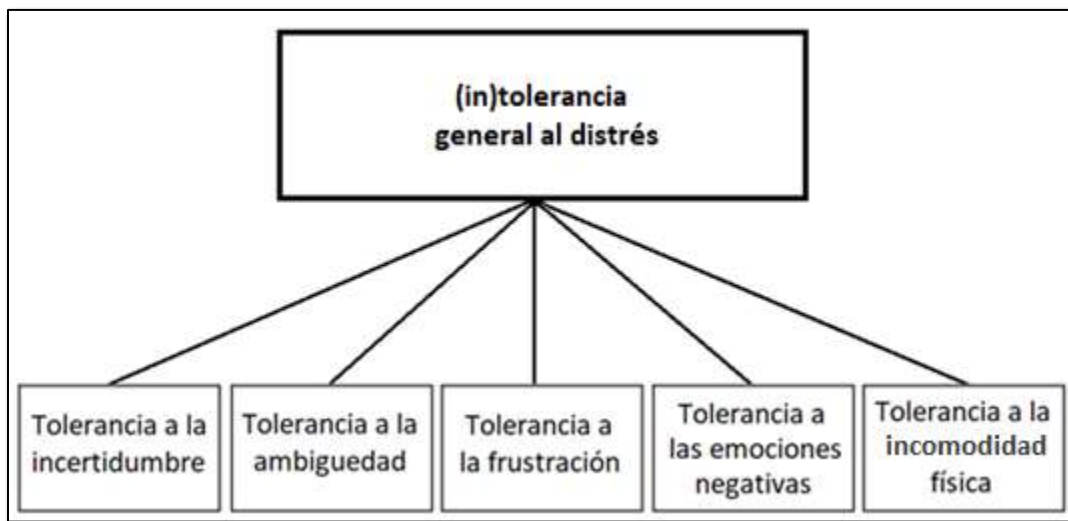 (in)tolerancia
general al distrés
Tolerancia a la
incertidumbre
Tolerancia a la
ambiguedad
Tolerancia a
la frustración
Tolerancia a
las emociones
negativas
Tolerancia a la
incomodidad
física